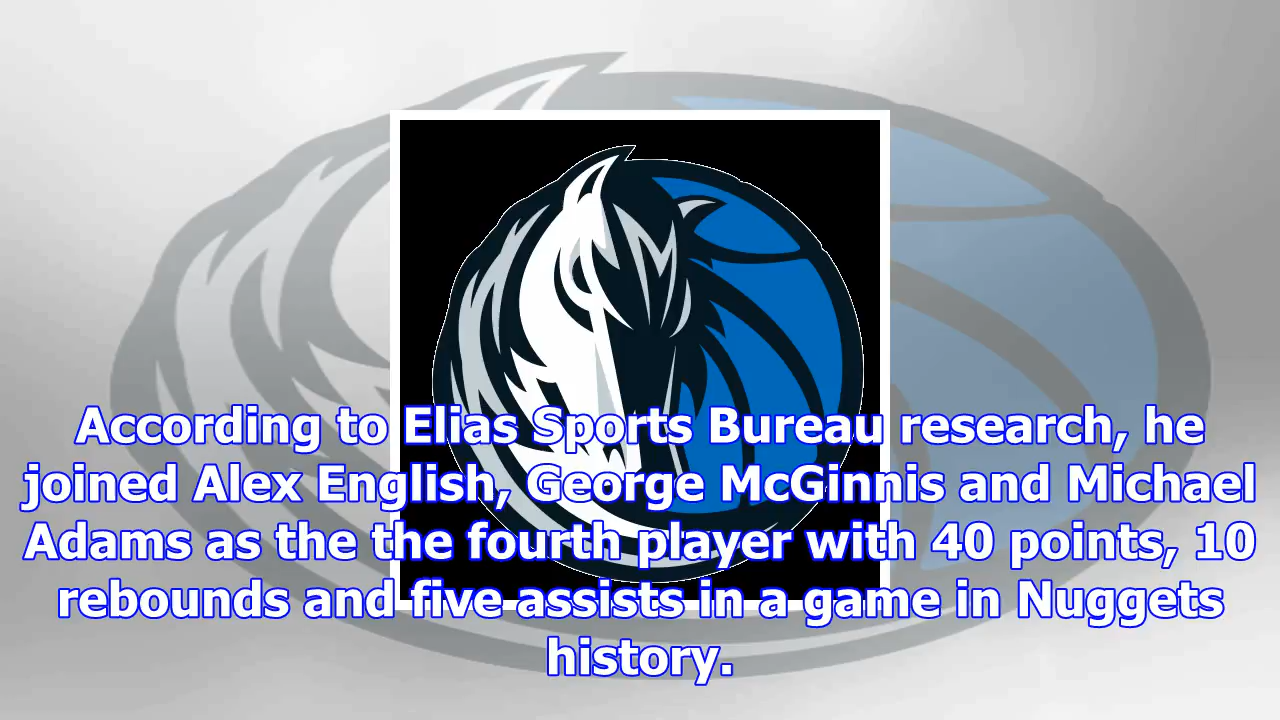 According to Elias Sports Bureau research, he
joined Alex English, George McGinnis and Michael
Adams as the the fourth player with 40 points, 10
rebounds and five assists in a game in Nuggets
history.